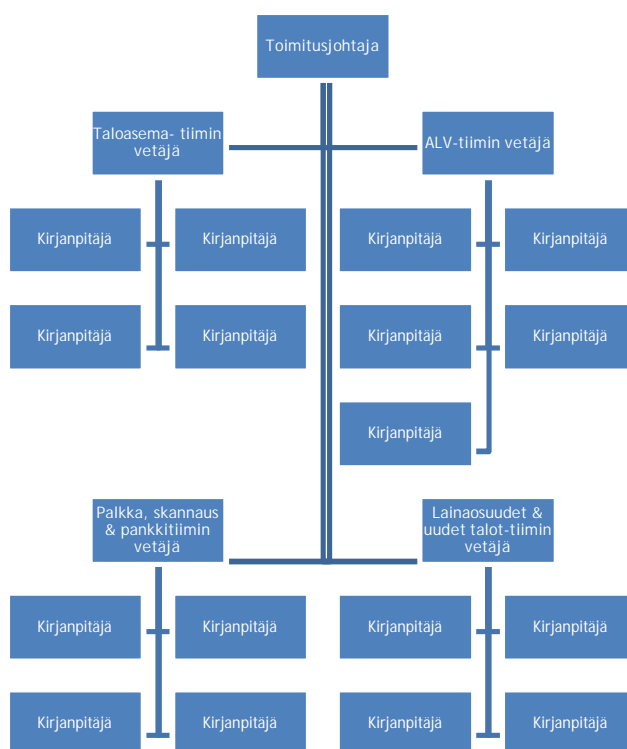 Toimitusjohtaja
Taloasema- tiimin
vetäjä
ALV-tiimin vetäjä
Kirjanpitäjä
Kirjanpitäjä
Kirjanpitäjä
Kirjanpitäjä
Kirjanpitäjä
Kirjanpitäjä
Kirjanpitäjä
Kirjanpitäjä
Kirjanpitäjä
Palkka, skannaus
& pankkitiimin
vetäjä
Lainaosuudet &
uudet talot-tiimin
vetäjä
Kirjanpitäjä
Kirjanpitäjä
Kirjanpitäjä
Kirjanpitäjä
Kirjanpitäjä
Kirjanpitäjä
Kirjanpitäjä
Kirjanpitäjä